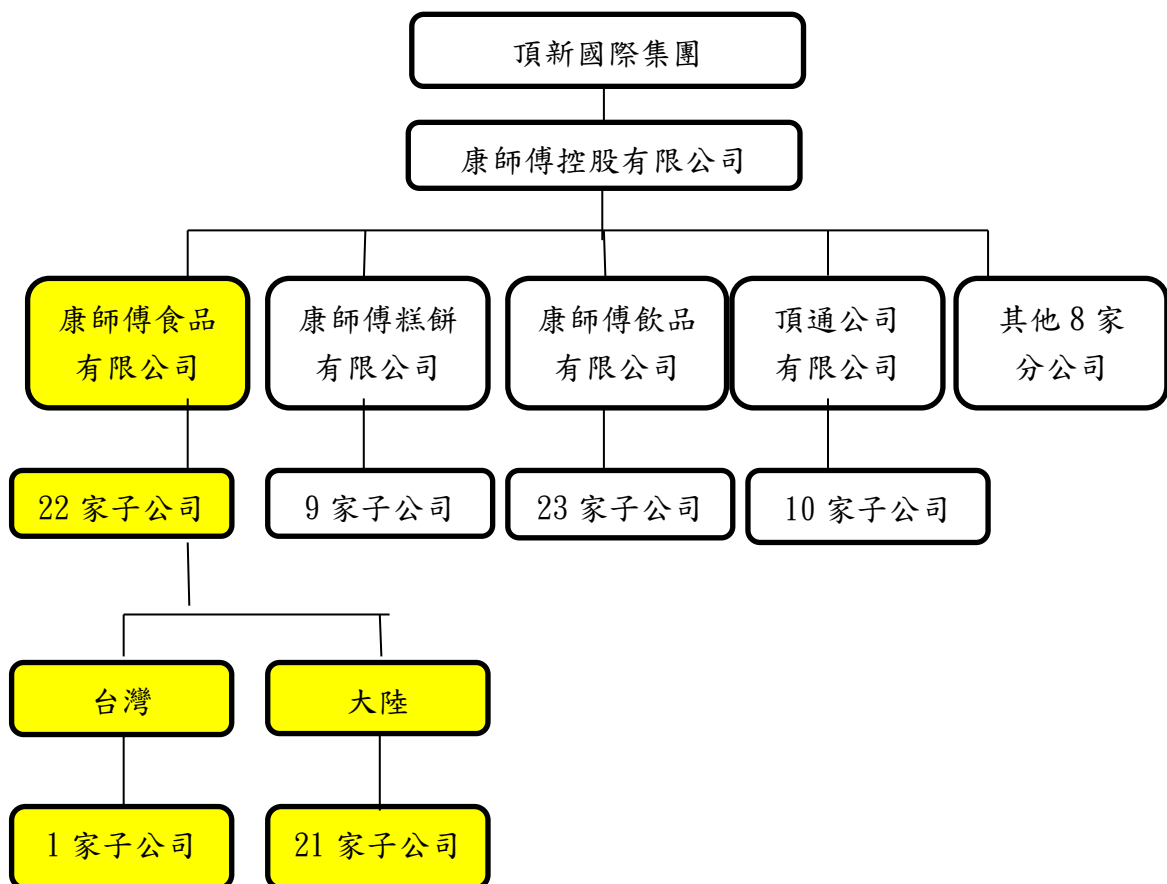 頂新國際集團
康師傅控股有限公司
康師傅食品
有限公司
康師傅糕餅
有限公司
康師傅飲品
有限公司
頂通公司
有限公司
其他 8 家
分公司
22 家子公司
9 家子公司
23 家子公司
10 家子公司
台灣
大陸
1 家子公司
21 家子公司